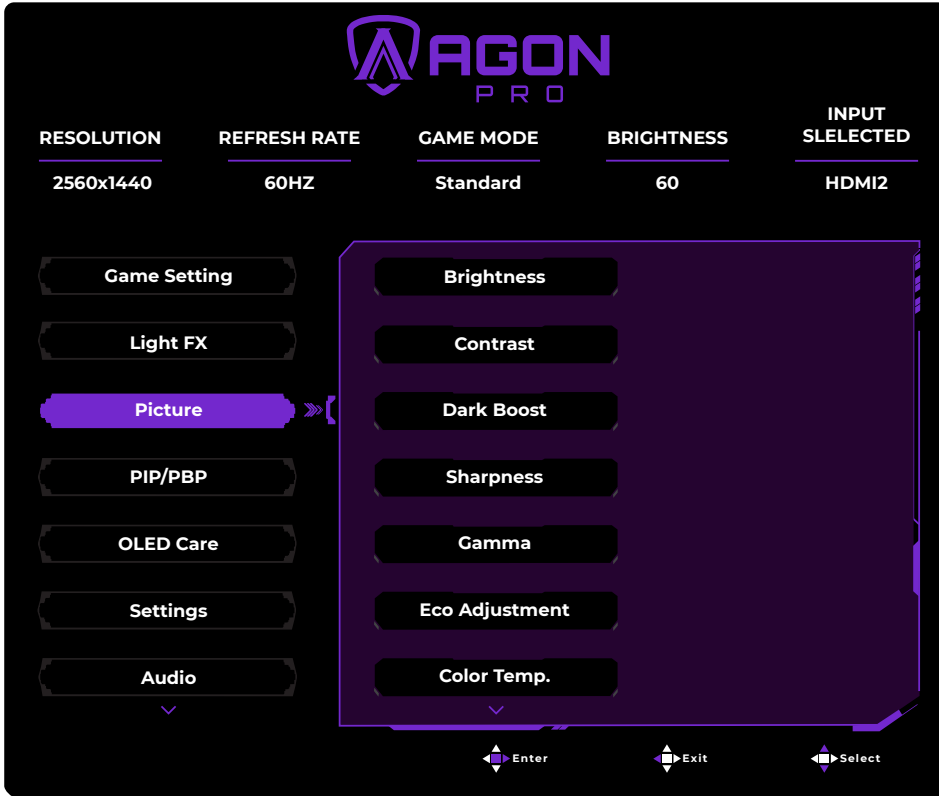 AGON
PRO
RESOLUTION
REFRESH RATE
GAME MODE
BRIGHTNESS
INPUT
SLELECTED
2560x1440
60HZ
Standard
60
HDMI2
Game Setting
Light FX
Picture
PIP/PBP
OLED Care
Settings
Audio
Brightness
Contrast
Dark Boost
Sharpness
Gamma
Eco Adjustment
Color Temp.
Enter
Exit
Select